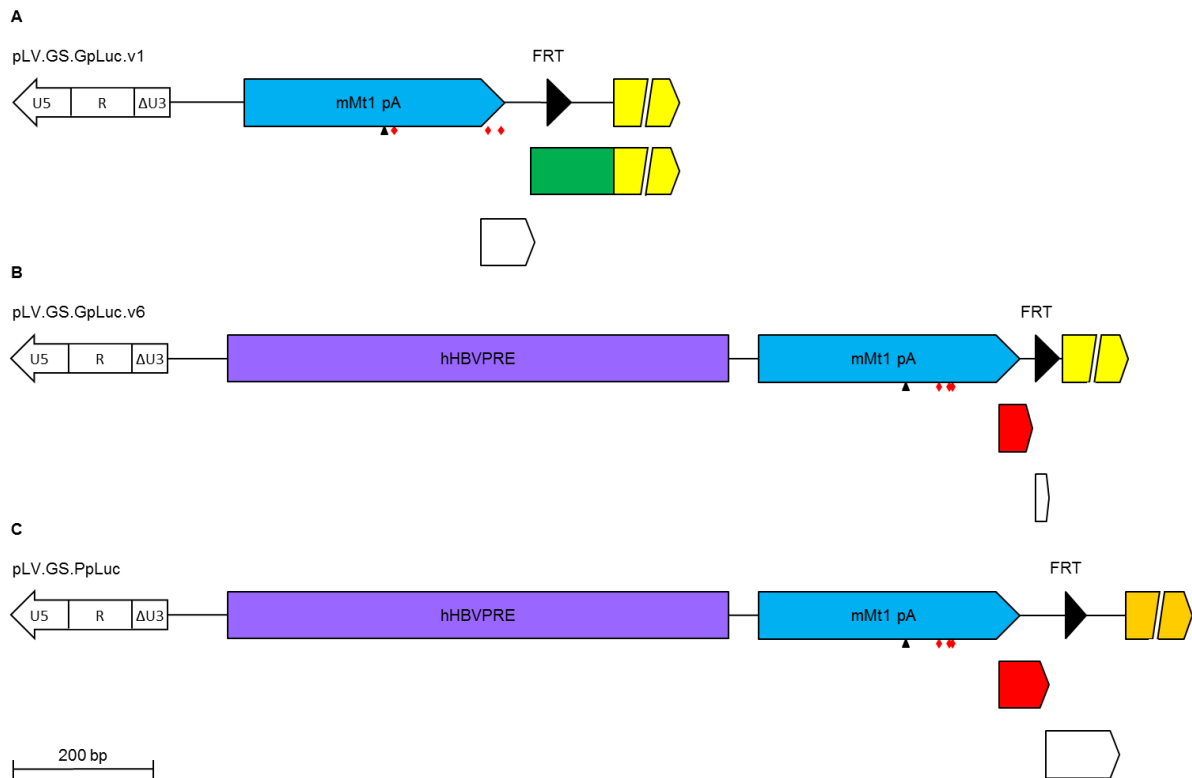 A
pLV.GS.GpLuc.v1
FRT
U5 R ΔU3
mMt1 pA
B
pLV.GS.GpLuc.v6
FRT
U5 R ΔU3
hHBVPRE
mMt1 pA
C
pLV.GS.PpLuc
FRT
U5 R ΔU3
hHBVPRE
mMt1 pA
200 bp